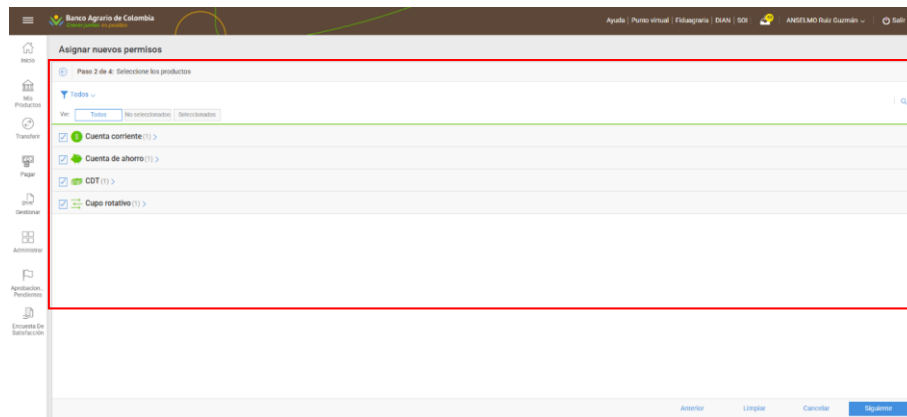 Banco Agrario de Colombia
Ayuda | Punto virtual | Fiduagraria | DIAN | SOI
ANSELMO Ruiz Guzmán
Salir
Inicio
Mis Productos
Transferir
Pagar
Gestionar
Administrar
Aprobacion... Pendientes
Encuesta De Satisfacción
Asignar nuevos permisos
Paso 2 de 4: Seleccione los productos
Todos
Ver: Todos No seleccionados Seleccionados
Cuenta corriente (1) >
Cuenta de ahorro (1) >
CDT (1) >
Cupo rotativo (1) >
Anterior Limpiar Cancelar Siguiente